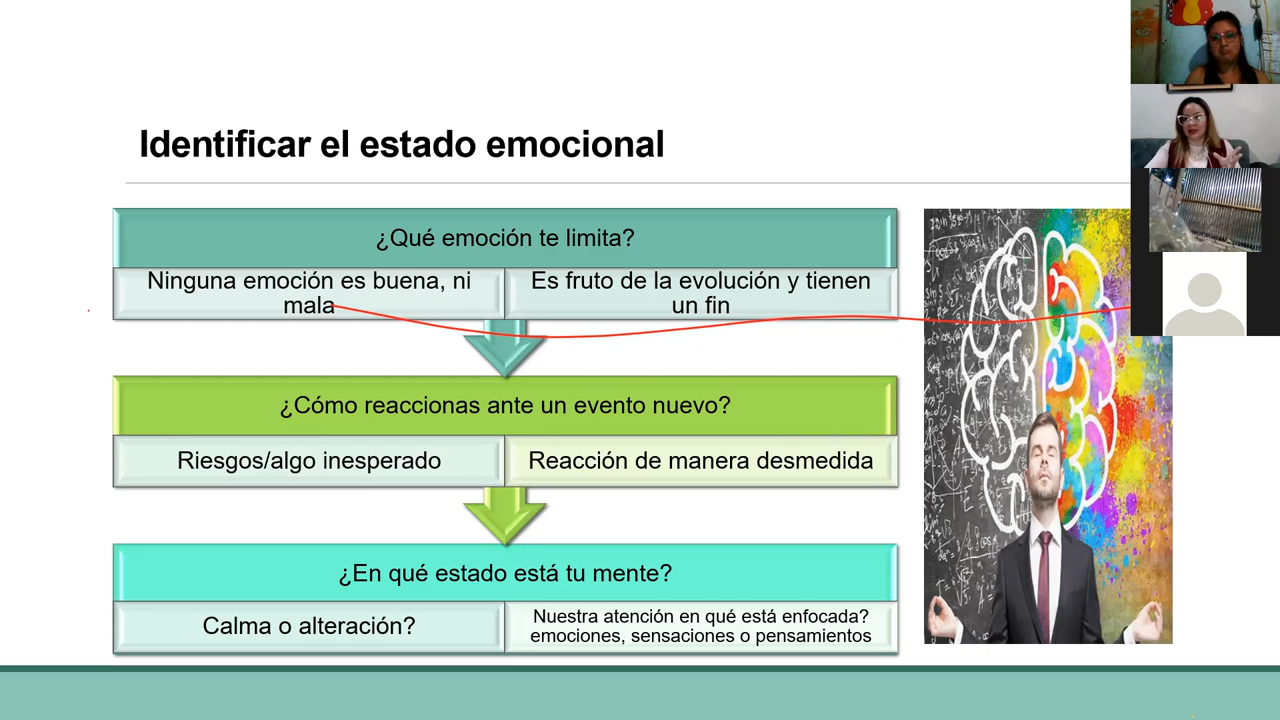 Identificar el estado emocional
¿Qué emoción te limita?
Ninguna emoción es buena, ni
mala
Es fruto de la evolución y tienen
un fin
¿Cómo reaccionas ante un evento nuevo?
Riesgos/algo inesperado
Reacción de manera desmedida
¿En qué estado está tu mente?
Calma o alteración?
Nuestra atención en qué está enfocada?
emociones, sensaciones o pensamientos